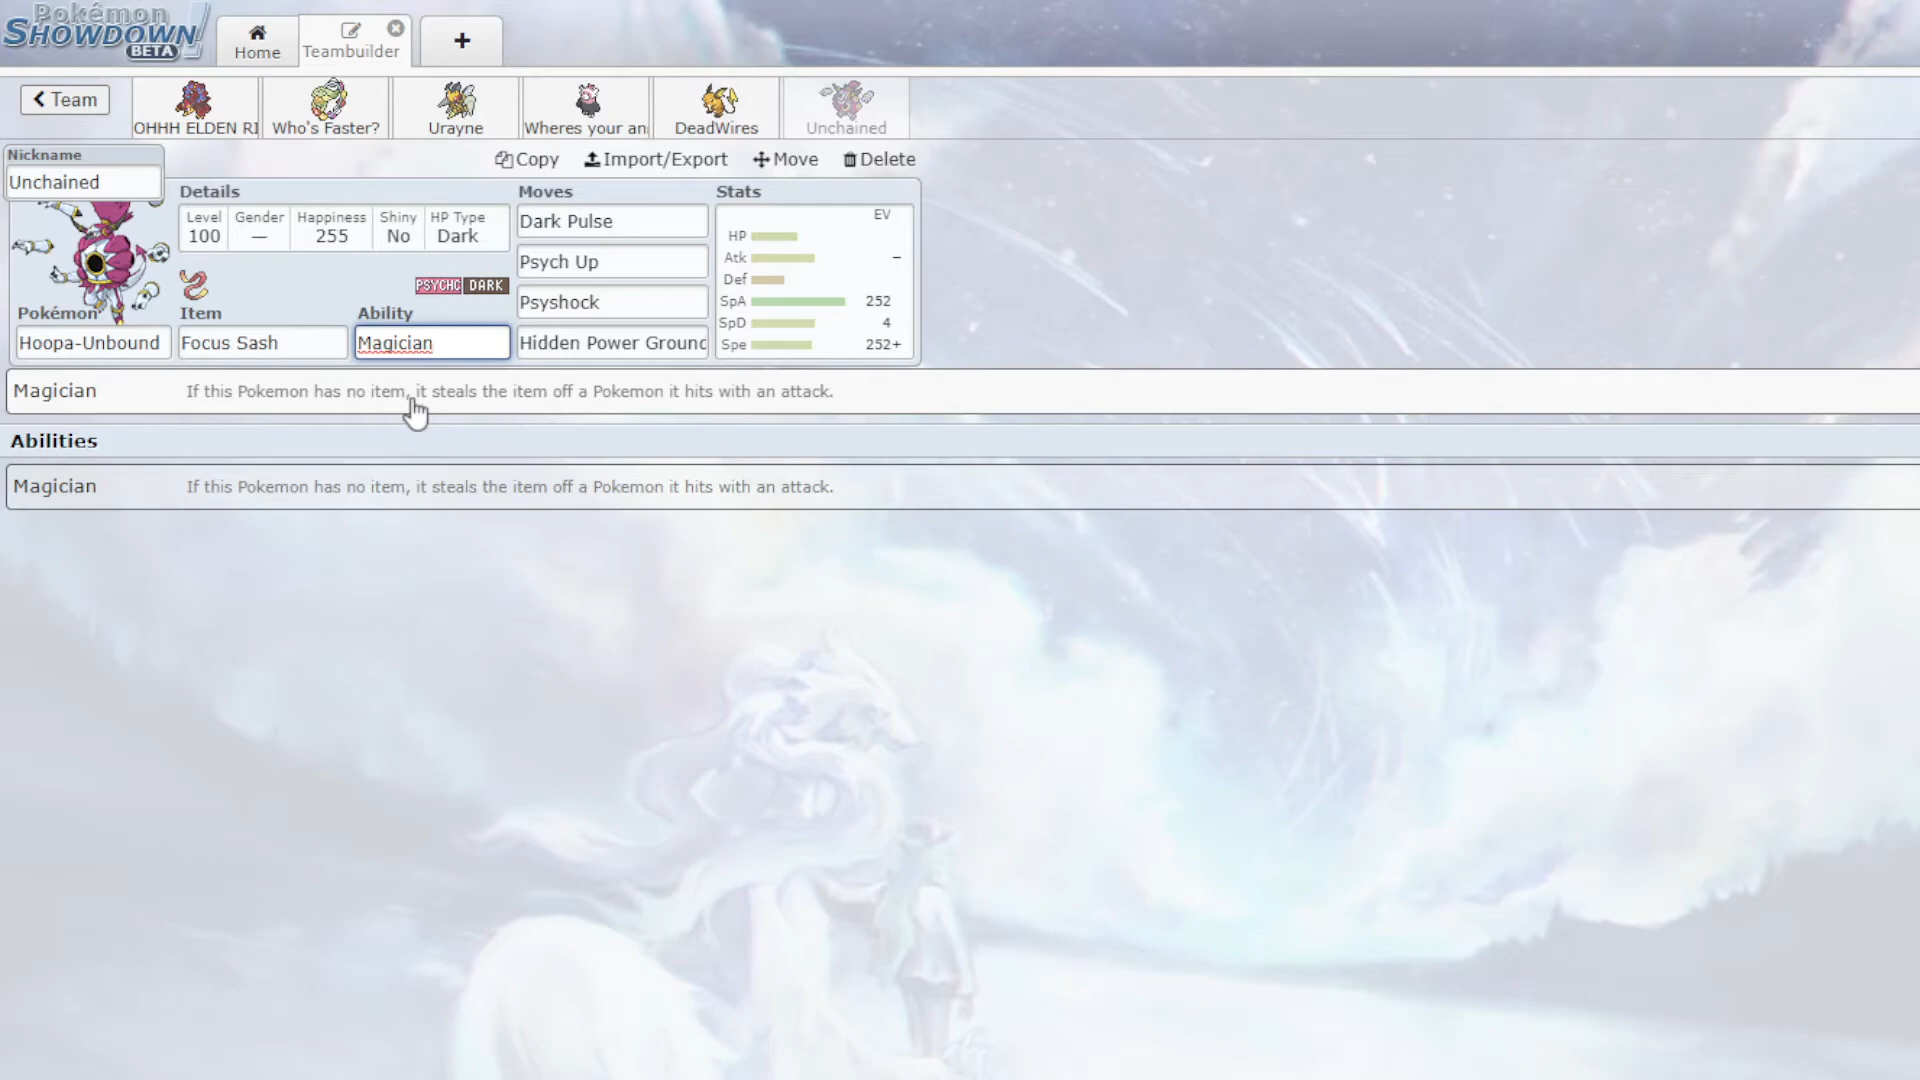 Pokémon
SHOWDOWN
BETA
Home
Teambuilder
+
Team
OHHH ELDEN RI
Who's Faster?
Urayne
Wheres your an
DeadWires
Unchained
Nickname
Unchained
Copy
Import/Export
Move
Delete
Details
Level
Gender
Happiness
Shiny
HP Type
100
—
255
No
Dark
PSYCHC DARK
Pokémon
Item
Ability
Hoopa-Unbound
Focus Sash
Magician
Moves
Dark Pulse
Psych Up
Psyshock
Hidden Power Ground
Stats
EV
HP
Atk –
Def
SpA 252
SpD 4
Spe 252+
Magician If this Pokemon has no item, it steals the item off a Pokemon it hits with an attack.
Abilities
Magician If this Pokemon has no item, it steals the item off a Pokemon it hits with an attack.